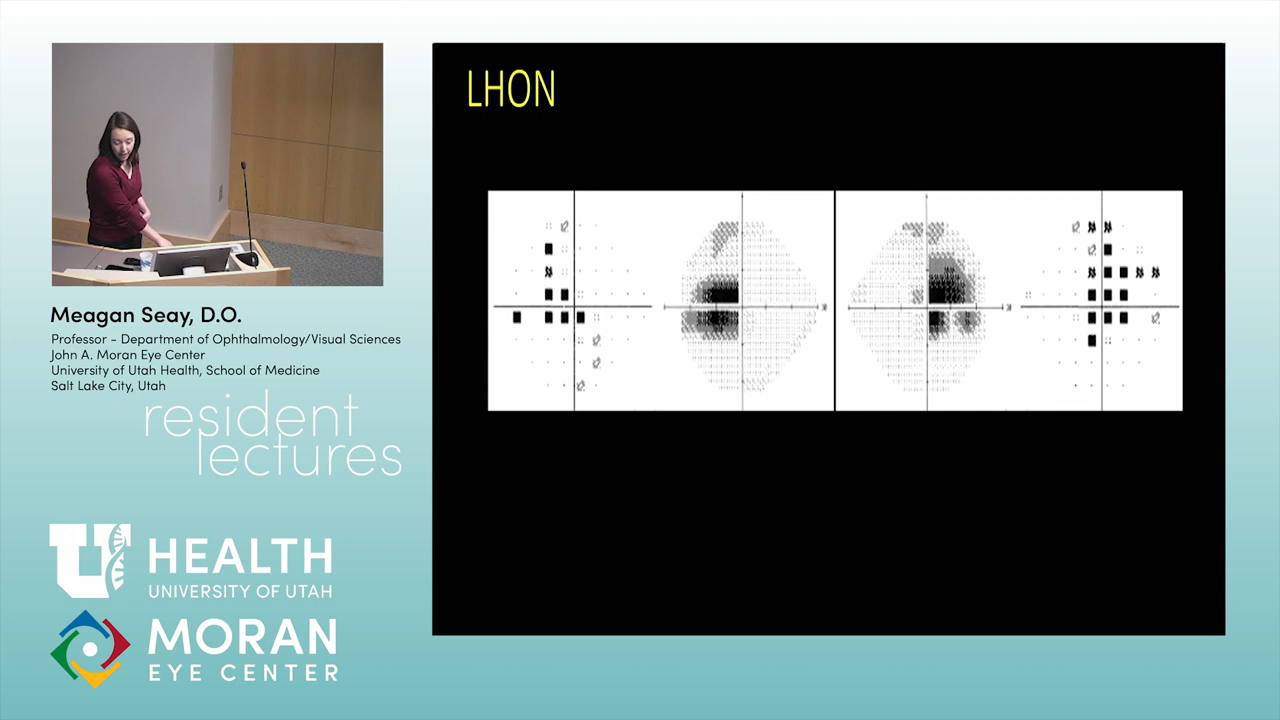 LHON
Meagan Seay, D.O.
Professor - Department of Ophthalmology/Visual Sciences
John A. Moran Eye Center
University of Utah Health, School of Medicine
Salt Lake City, Utah
resident
lectures
U HEALTH
UNIVERSITY OF UTAH
MORAN
EYE CENTER